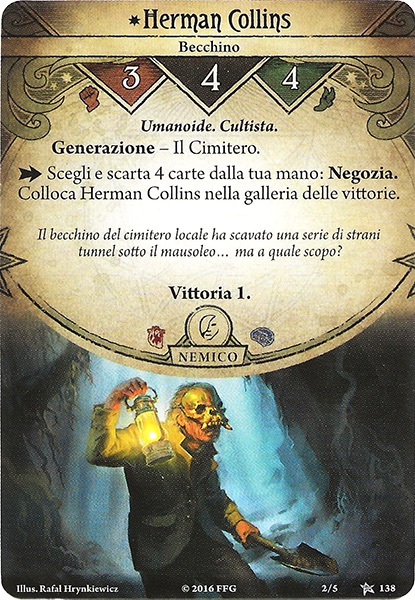 Herman Collins
Becchino
3 4 4
Umanoide. Cultista.
Generazione – Il Cimitero.
Scegli e scarta 4 carte dalla tua mano: Negozia.
Colloca Herman Collins nella galleria delle vittorie.
Il becchino del cimitero locale ha scavato una serie di strani
tunnel sotto il mausoleo… ma a quale scopo?
Vittoria 1.
NEMICO
Illus. Rafal Hrynkiewicz © 2016 FFG 2/5 138